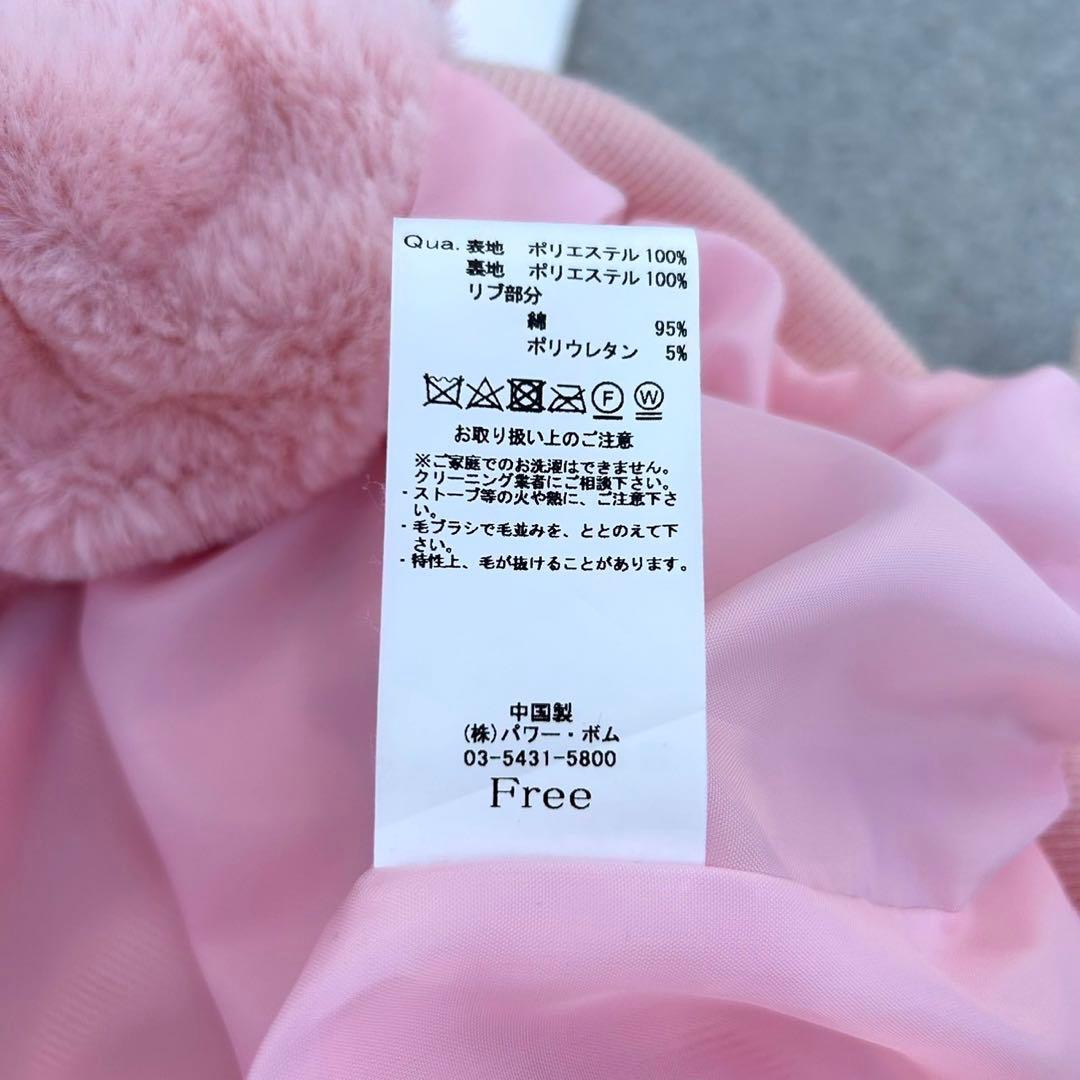 Qua. 表地 ポリエステル 100%
裏地 ポリエステル 100%
リブ部分
綿 95%
ポリウレタン 5%
F W
お取り扱い上のご注意
※ご家庭でのお洗濯はできません。
クリーニング業者にご相談下さい。
・ストーブ等の火や熱に、ご注意下さ
い。
・毛ブラシで毛並みを、ととのえて下
さい。
・特性上、毛が抜けることがあります。
中国製
(株)パワー・ボム
03-5431-5800
Free